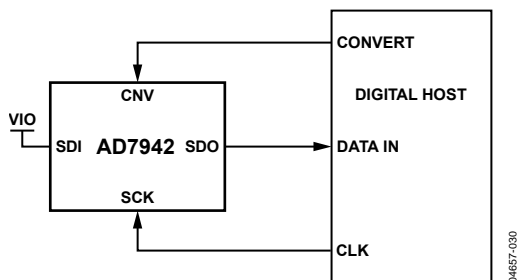 CONVERT
CNV
DIGITAL HOST
VIO
SDI AD7942 SDO
DATA IN
SCK
CLK
04657-030